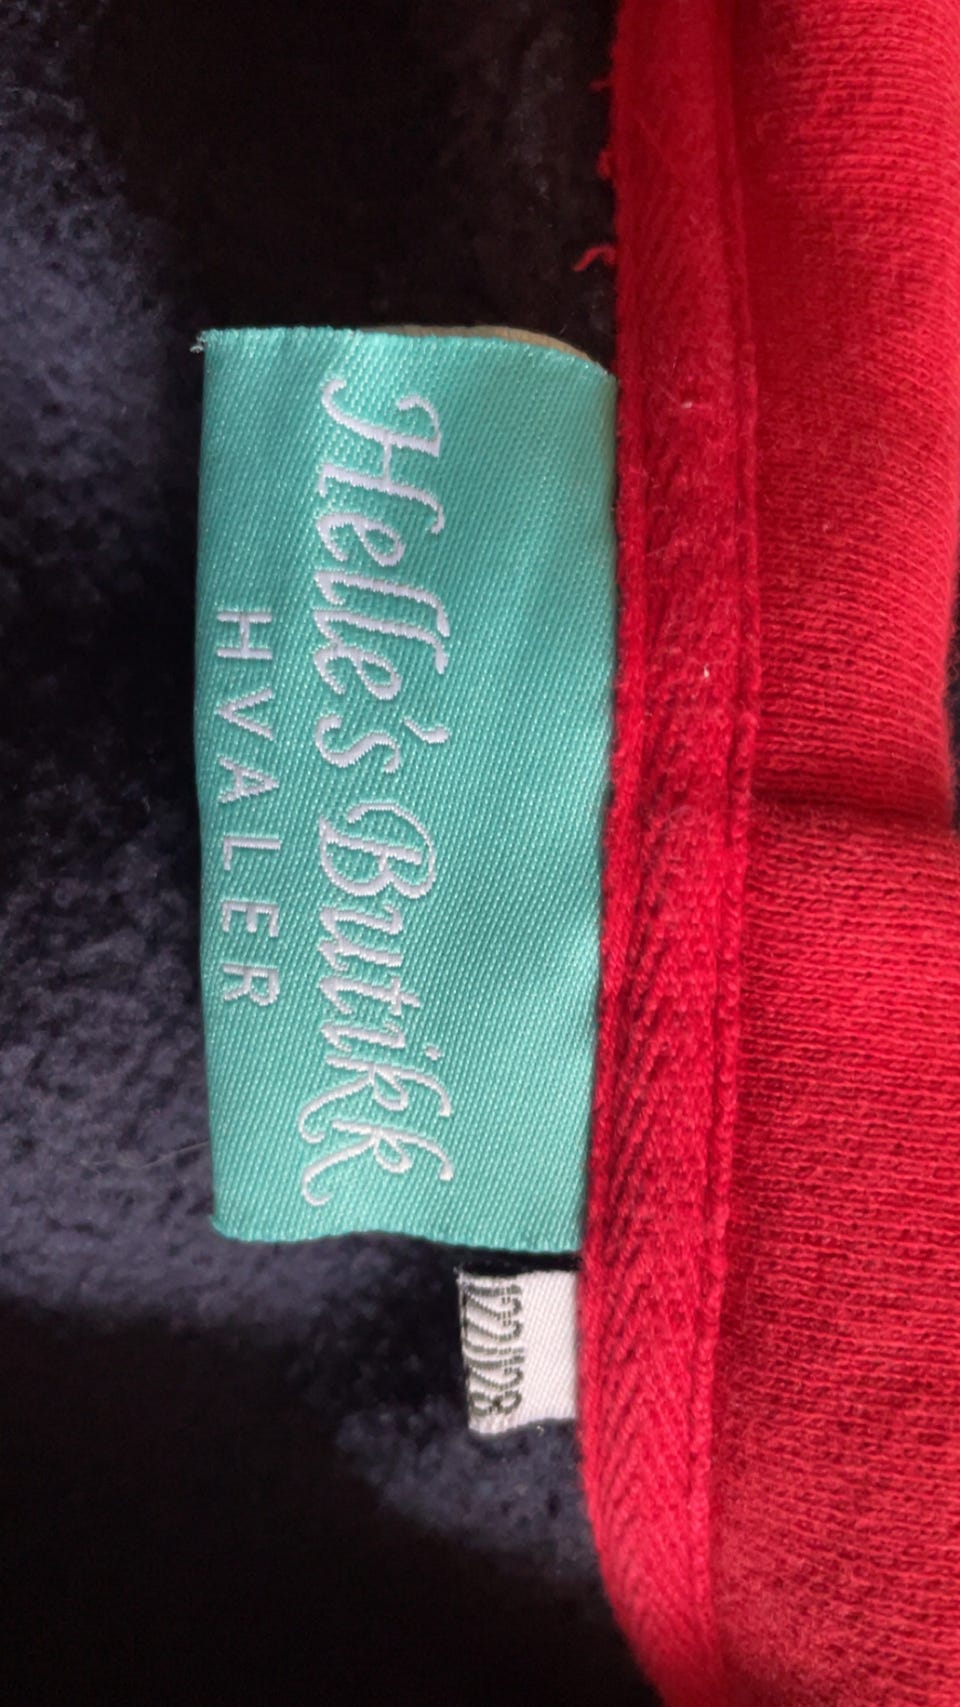 Helle's Butikk
HVALER
122/128